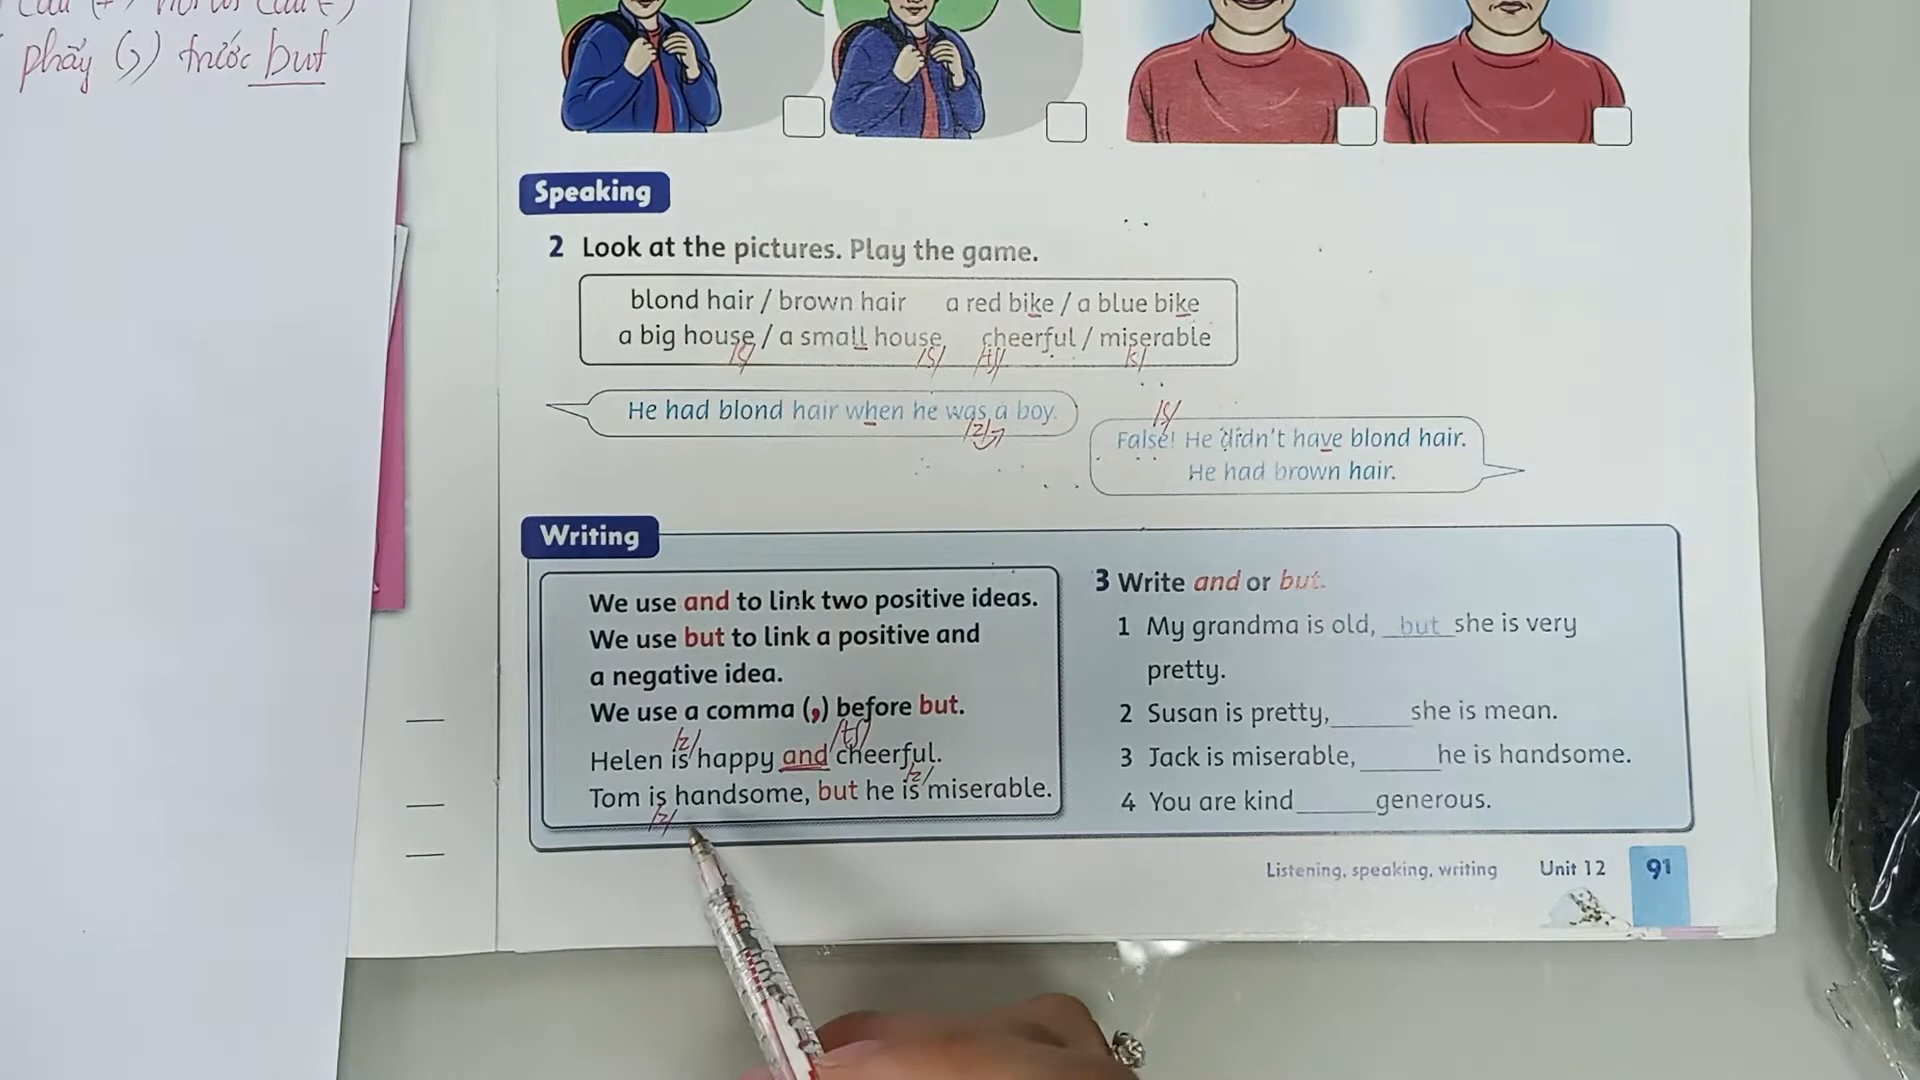 phẩy (,) trước but
Speaking
2 Look at the pictures. Play the game.
blond hair / brown hair a red bike / a blue bike
a big house / a small house cheerful / miserable
/s/ /s/ /tʃ/
He had blond hair when he was a boy.
/z/
/s/
False! He didn't have blond hair.
He had brown hair.
Writing
We use and to link two positive ideas.
We use but to link a positive and
a negative idea.
We use a comma (,) before but.
/z/ /tʃ/
Helen is happy and cheerful.
/z/
Tom is handsome, but he is miserable.
/z/
3 Write and or but.
1 My grandma is old, but she is very
pretty.
2 Susan is pretty,______she is mean.
3 Jack is miserable,______he is handsome.
4 You are kind______generous.
Listening, speaking, writing Unit 12 91